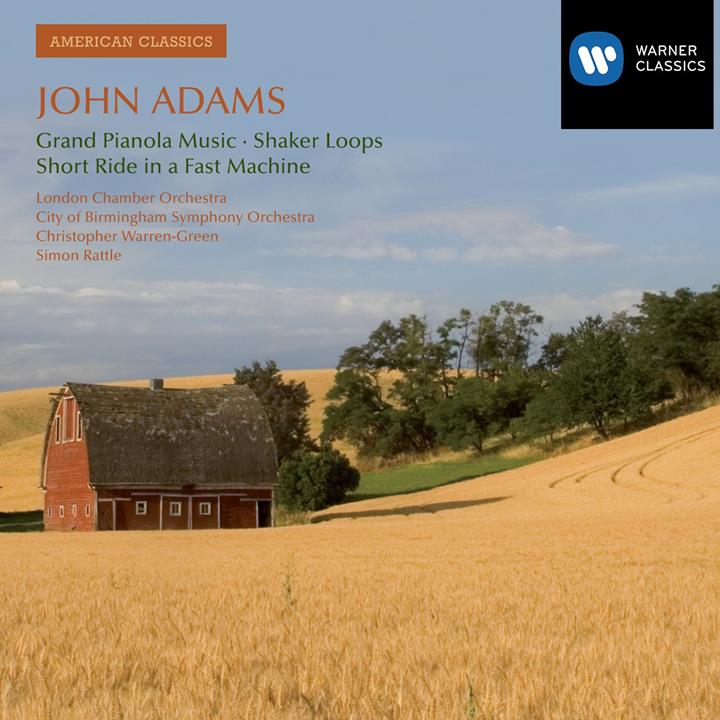 AMERICAN CLASSICS
WARNER
CLASSICS
JOHN ADAMS
Grand Pianola Music · Shaker Loops
Short Ride in a Fast Machine
London Chamber Orchestra
City of Birmingham Symphony Orchestra
Christopher Warren-Green
Simon Rattle